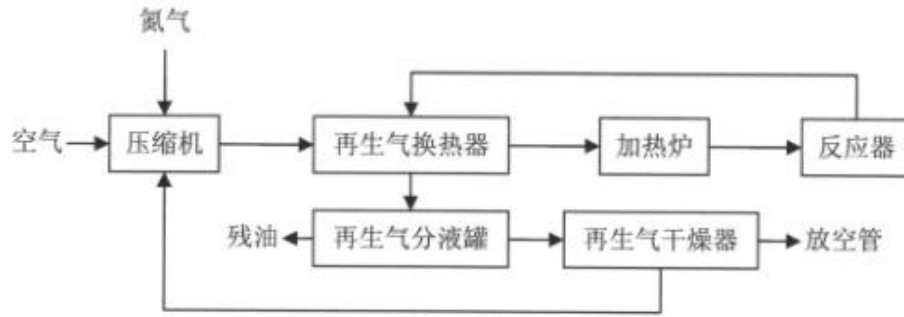 氮气
空气
压缩机
再生气换热器
加热炉
反应器
残油
再生气分液罐
再生气干燥器
放空管